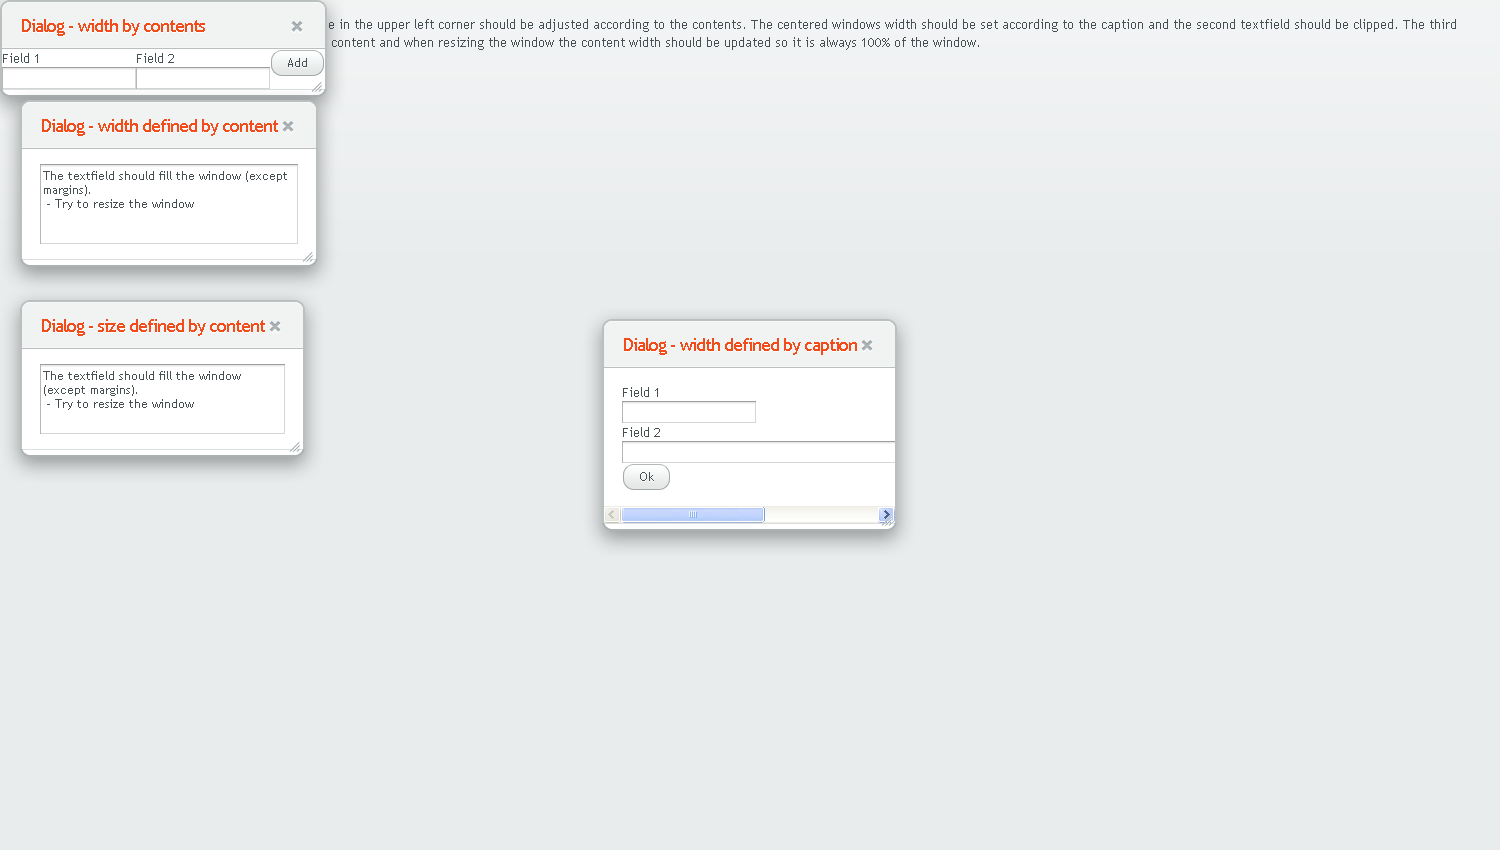 Dialog - width by contents
e in the upper left corner should be adjusted according to the contents. The centered windows width should be set according to the caption and the second textfield should be clipped. The third
content and when resizing the window the content width should be updated so it is always 100% of the window.
Field 1 Field 2 Add
Dialog - width defined by content
The textfield should fill the window (except
margins).
- Try to resize the window
Dialog - size defined by content
The textfield should fill the window
(except margins).
- Try to resize the window
Dialog - width defined by caption
Field 1
Field 2
Ok